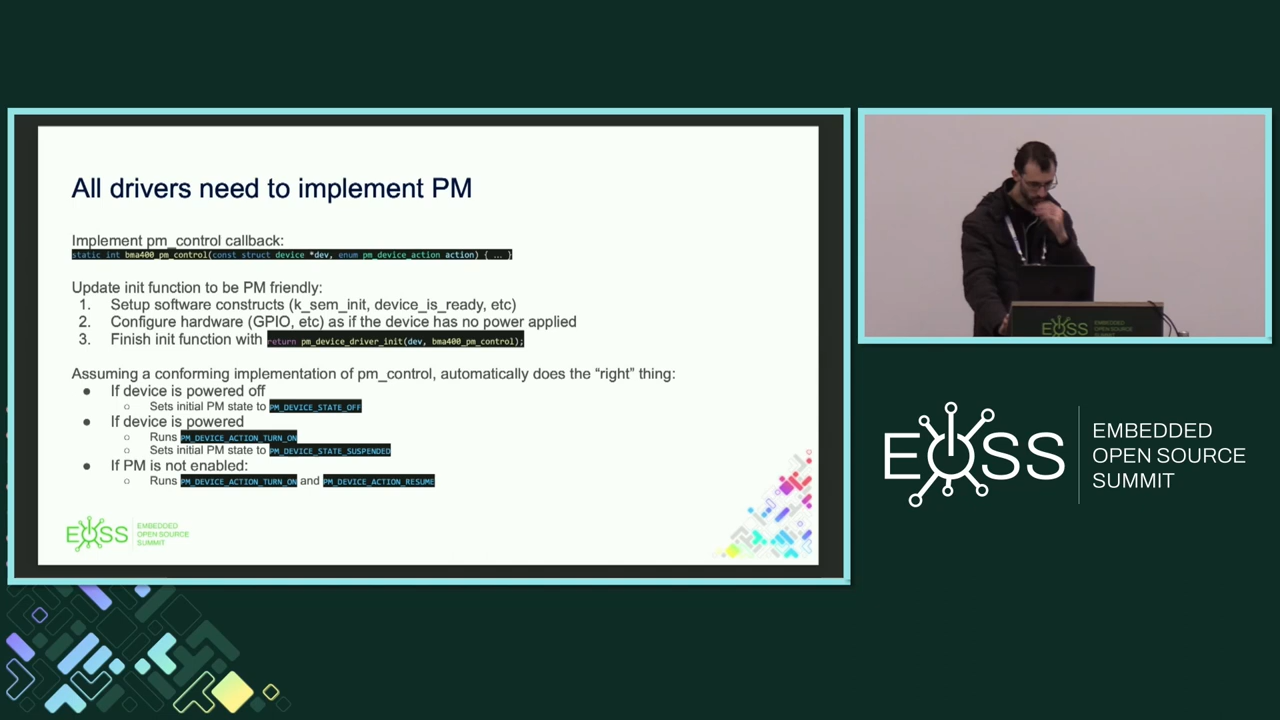 All drivers need to implement PM
Implement pm_control callback:
static int bma400_pm_control(const struct device *dev, enum pm_device_action action) { … }
Update init function to be PM friendly:
1. Setup software constructs (k_sem_init, device_is_ready, etc)
2. Configure hardware (GPIO, etc) as if the device has no power applied
3. Finish init function with return pm_device_driver_init(dev, bma400_pm_control);
Assuming a conforming implementation of pm_control, automatically does the “right” thing:
● If device is powered off
○ Sets initial PM state to PM_DEVICE_STATE_OFF
● If device is powered
○ Runs PM_DEVICE_ACTION_TURN_ON
○ Sets initial PM state to PM_DEVICE_STATE_SUSPENDED
● If PM is not enabled:
○ Runs PM_DEVICE_ACTION_TURN_ON and PM_DEVICE_ACTION_RESUME
EOSS
EMBEDDED
OPEN SOURCE
SUMMIT
EOSS
EMBEDDED
OPEN SOURCE
SUMMIT
EOSS
EMBEDDED
OPEN SOURCE
SUMMIT